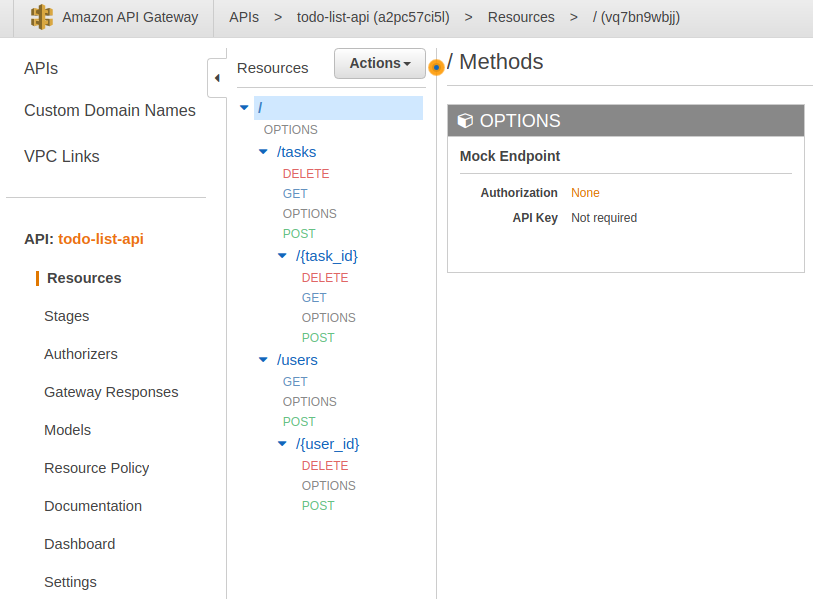 Amazon API Gateway APIs > todo-list-api (a2pc57ci5l) > Resources > / (vq7bn9wbjj)
APIs
Custom Domain Names
VPC Links
API: todo-list-api
Resources
Stages
Authorizers
Gateway Responses
Models
Resource Policy
Documentation
Dashboard
Settings
Resources Actions
/
OPTIONS
/tasks
DELETE
GET
OPTIONS
POST
/{task_id}
DELETE
GET
OPTIONS
POST
/users
GET
OPTIONS
POST
/{user_id}
DELETE
OPTIONS
POST
/ Methods
OPTIONS
Mock Endpoint
Authorization None
API Key Not required